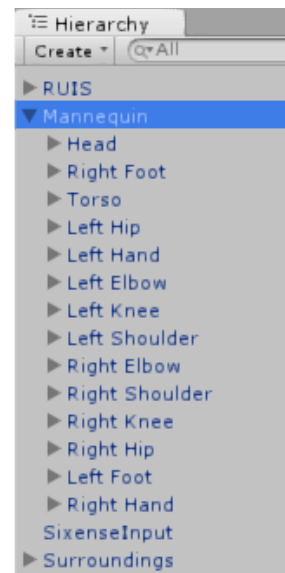 Hierarchy
Create All
RUIS
Mannequin
Head
Right Foot
Torso
Left Hip
Left Hand
Left Elbow
Left Knee
Left Shoulder
Right Elbow
Right Shoulder
Right Knee
Right Hip
Left Foot
Right Hand
SixenseInput
Surroundings